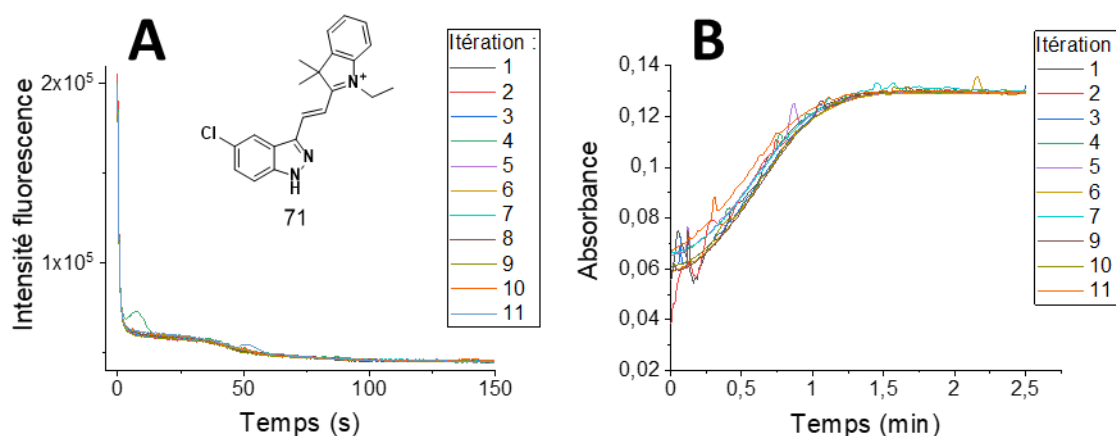 A
Itération :
1
2
3
4
5
6
7
8
9
10
11
2x10⁵
1x10⁵
Intensité fluorescence
0
50
100
150
Temps (s)
Cl
N⁺
N
N
H
71
B
Itération :
1
2
3
4
5
6
7
9
10
11
0,14
0,12
0,1
0,08
0,06
0,04
0,02
Absorbance
0
0,5
1
1,5
2
2,5
Temps (min)